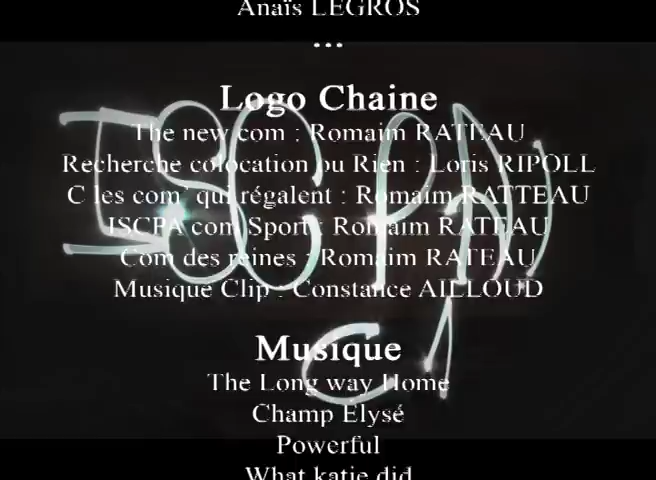 Anaïs LEGROS
...
Logo Chaine
The new com : Romaim RATEAU
Recherche colocation ou Rien : Loris RIPOLL
C les com' qui régalent : Romaim RATTEAU
ISCPA com Sport : Romaim RATEAU
Com des reines : Romaim RATEAU
Musique Clip : Constance AILLOUD
Musique
The Long way Home
Champ Elysé
Powerful
What katie did